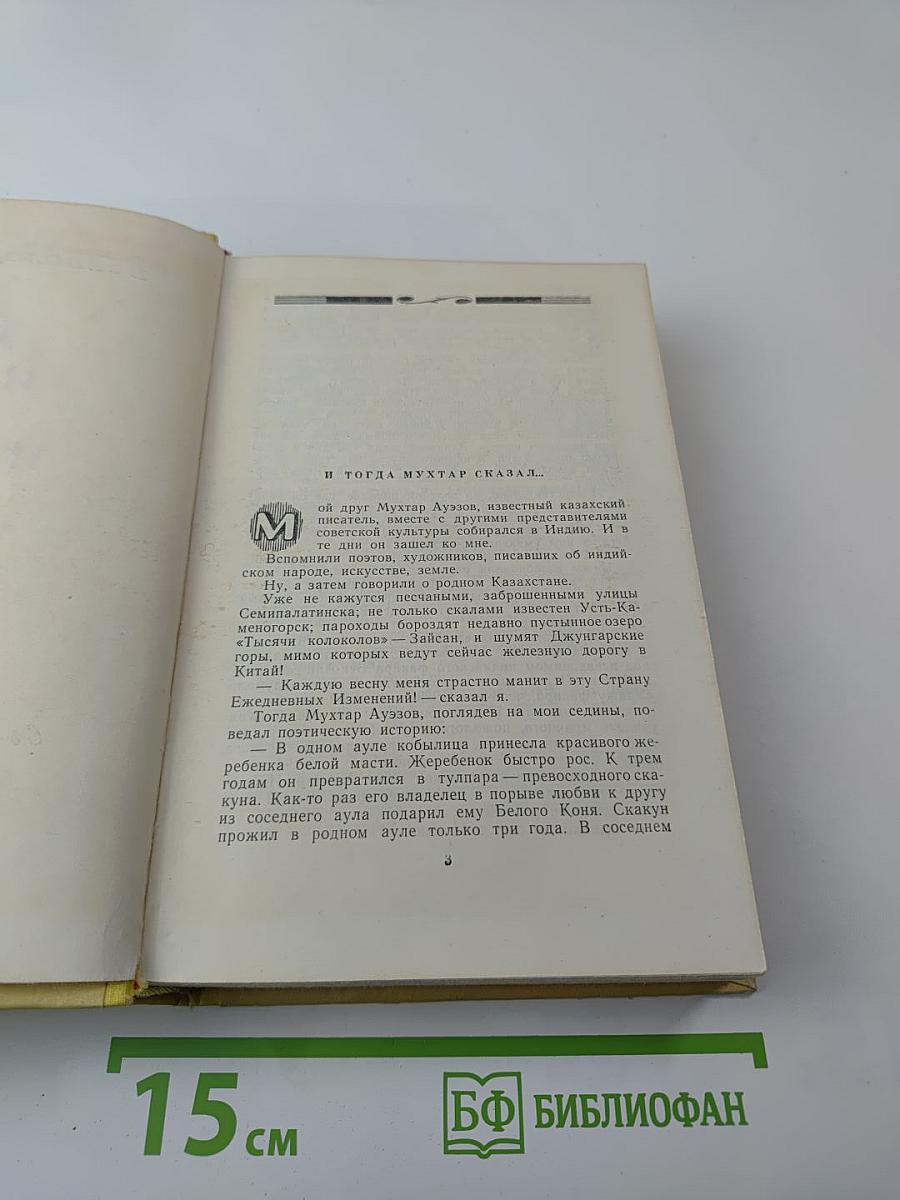 И ТОГДА МУХТАР СКАЗАЛ...
Мой друг Мухтар Ауэзов, известный казахский
писатель, вместе с другими представителями
советской культуры собирался в Индию. И в
те дни он зашел ко мне.
Вспомнили поэтов, художников, писавших об индий-
ском народе, искусстве, земле.
Ну, а затем говорили о родном Казахстане.
Уже не кажутся песчаными, заброшенными улицы
Семипалатинска; не только скалами известен Усть-Ка-
меногорск; пароходы бороздят недавно пустынное озеро
«Тысячи колоколов» — Зайсан, и шумят Джунгарские
горы, мимо которых ведут сейчас железную дорогу в
Китай!
— Каждую весну меня страстно манит в эту Страну
Ежедневных Изменений! — сказал я.
Тогда Мухтар Ауэзов, поглядев на мои седины, по-
ведал поэтическую историю:
— В одном ауле кобылица принесла красивого же-
ребенка белой масти. Жеребенок быстро рос. К трем
годам он превратился в тулпара — превосходного ска-
куна. Как-то раз его владелец в порыве любви к другу
из соседнего аула подарил ему Белого Коня. Скакун
прожил в родном ауле только три года. В соседнем
3
15 см
БФ БИБЛИОФАН